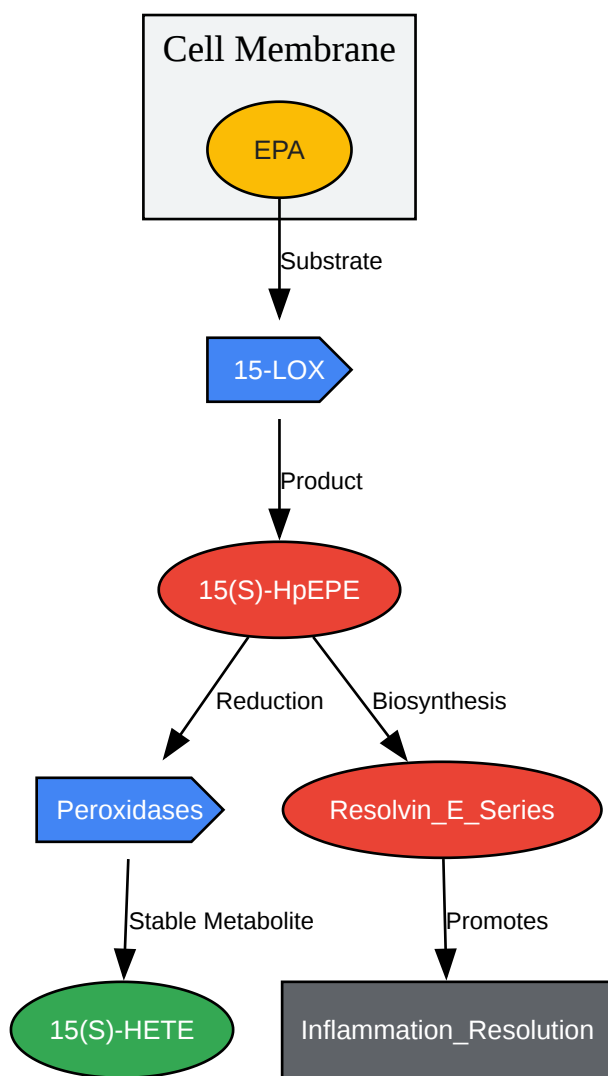 Cell Membrane
EPA
Substrate
15-LOX
Product
15(S)-HpEPE
Reduction
Biosynthesis
Peroxidases
Resolvin_E_Series
Stable Metabolite
Promotes
15(S)-HETE
Inflammation_Resolution